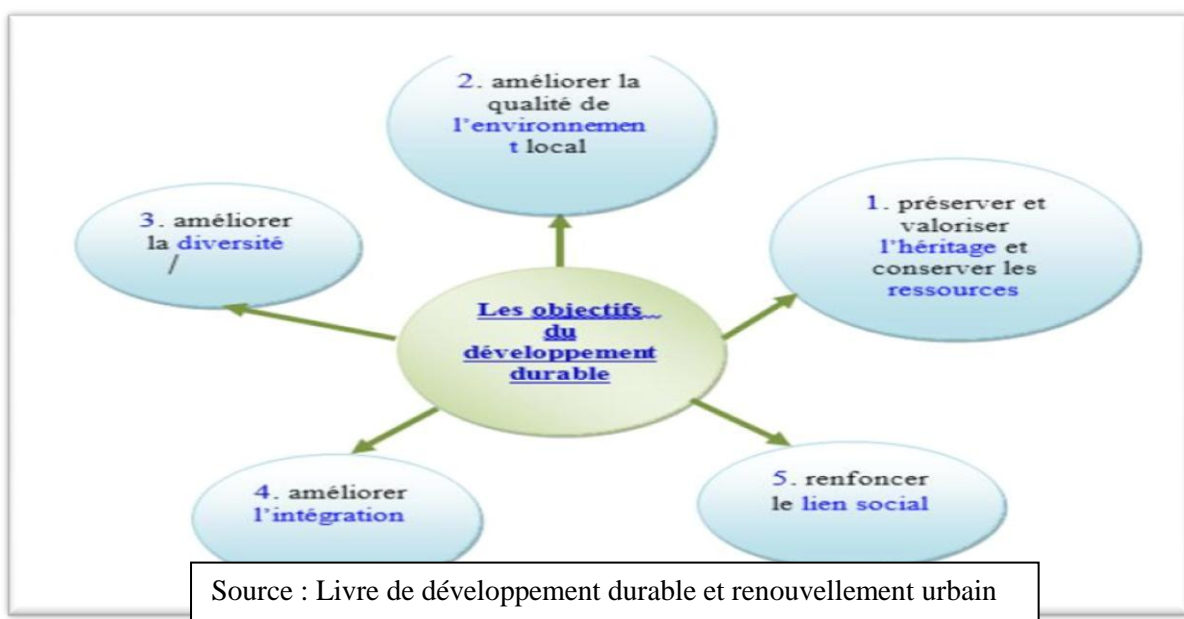 2. améliorer la
qualité de
l'environnemen
t local
3. améliorer
la diversité
/
1. préserver et
valoriser
l'héritage et
conserver les
ressources
Les objectifs
du
développement
durable
4. améliorer
l'intégration
5. renfoncer
le lien social
Source : Livre de développement durable et renouvellement urbain